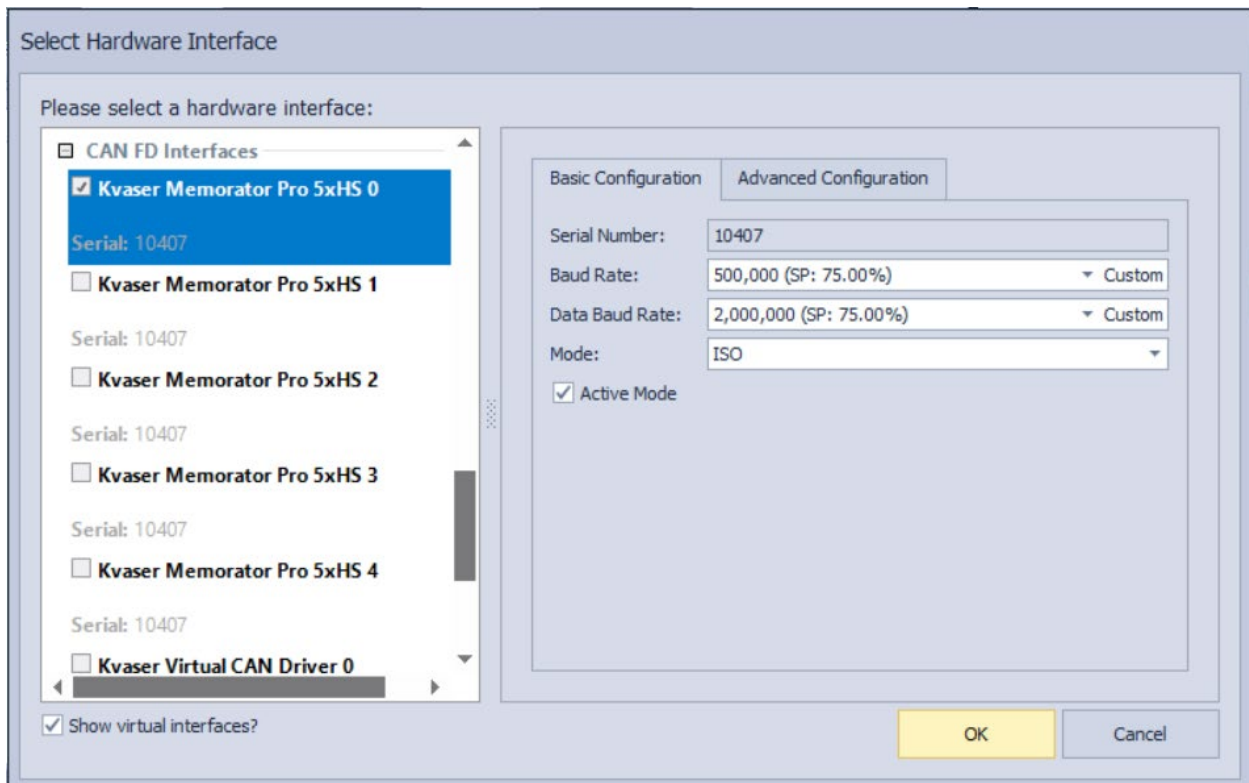 Select Hardware Interface
Please select a hardware interface:
CAN FD Interfaces
Kvaser Memorator Pro 5xHS 0
Serial: 10407
Kvaser Memorator Pro 5xHS 1
Serial: 10407
Kvaser Memorator Pro 5xHS 2
Serial: 10407
Kvaser Memorator Pro 5xHS 3
Serial: 10407
Kvaser Memorator Pro 5xHS 4
Serial: 10407
Kvaser Virtual CAN Driver 0
Show virtual interfaces?
Basic Configuration Advanced Configuration
Serial Number: 10407
Baud Rate: 500,000 (SP: 75.00%) Custom
Data Baud Rate: 2,000,000 (SP: 75.00%) Custom
Mode: ISO
Active Mode
OK Cancel